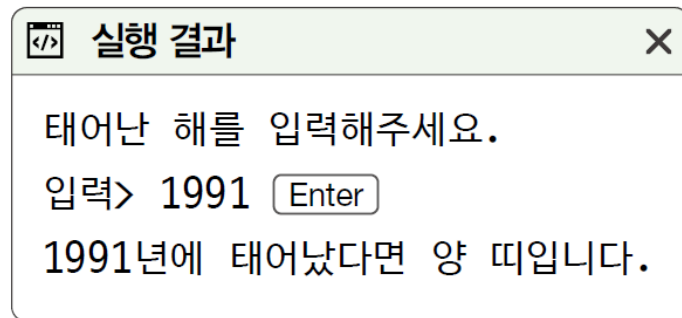 </> 실행 결과 ×
태어난 해를 입력해주세요.
입력> 1991 Enter
1991년에 태어났다면 양 띠입니다.